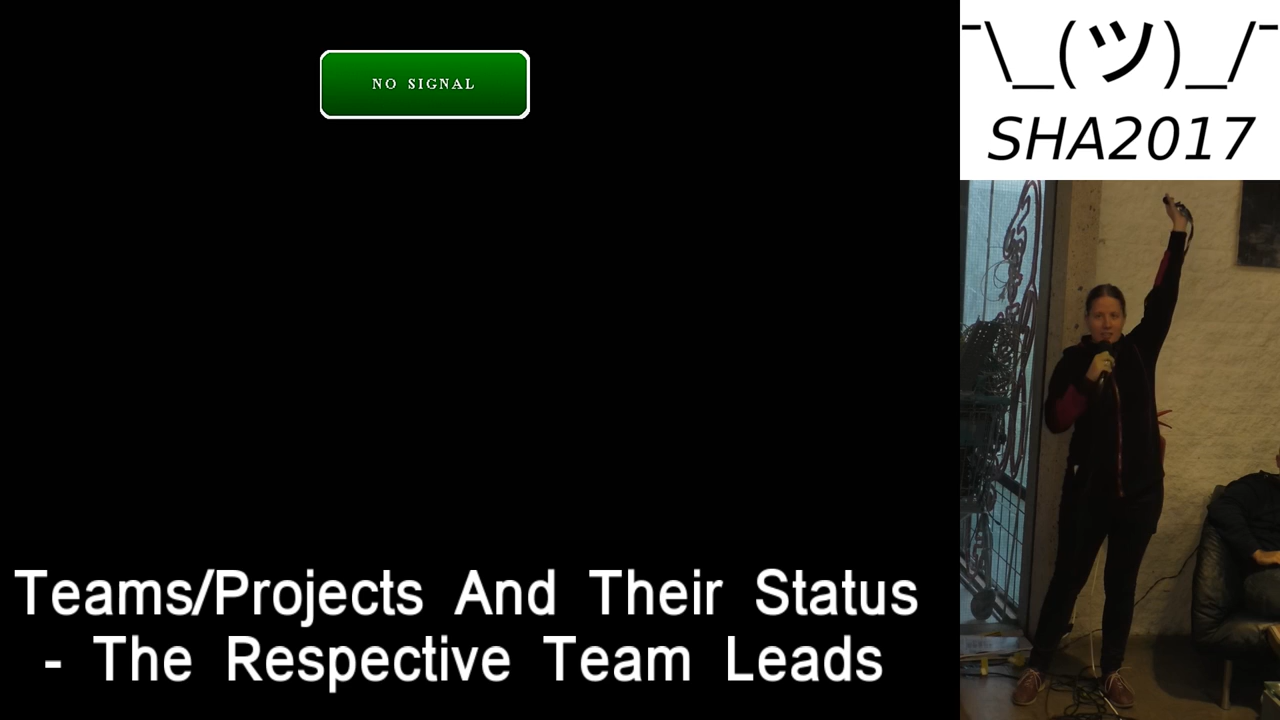 NO SIGNAL
¯\_(ツ)_/¯
SHA2017
Teams/Projects And Their Status
- The Respective Team Leads